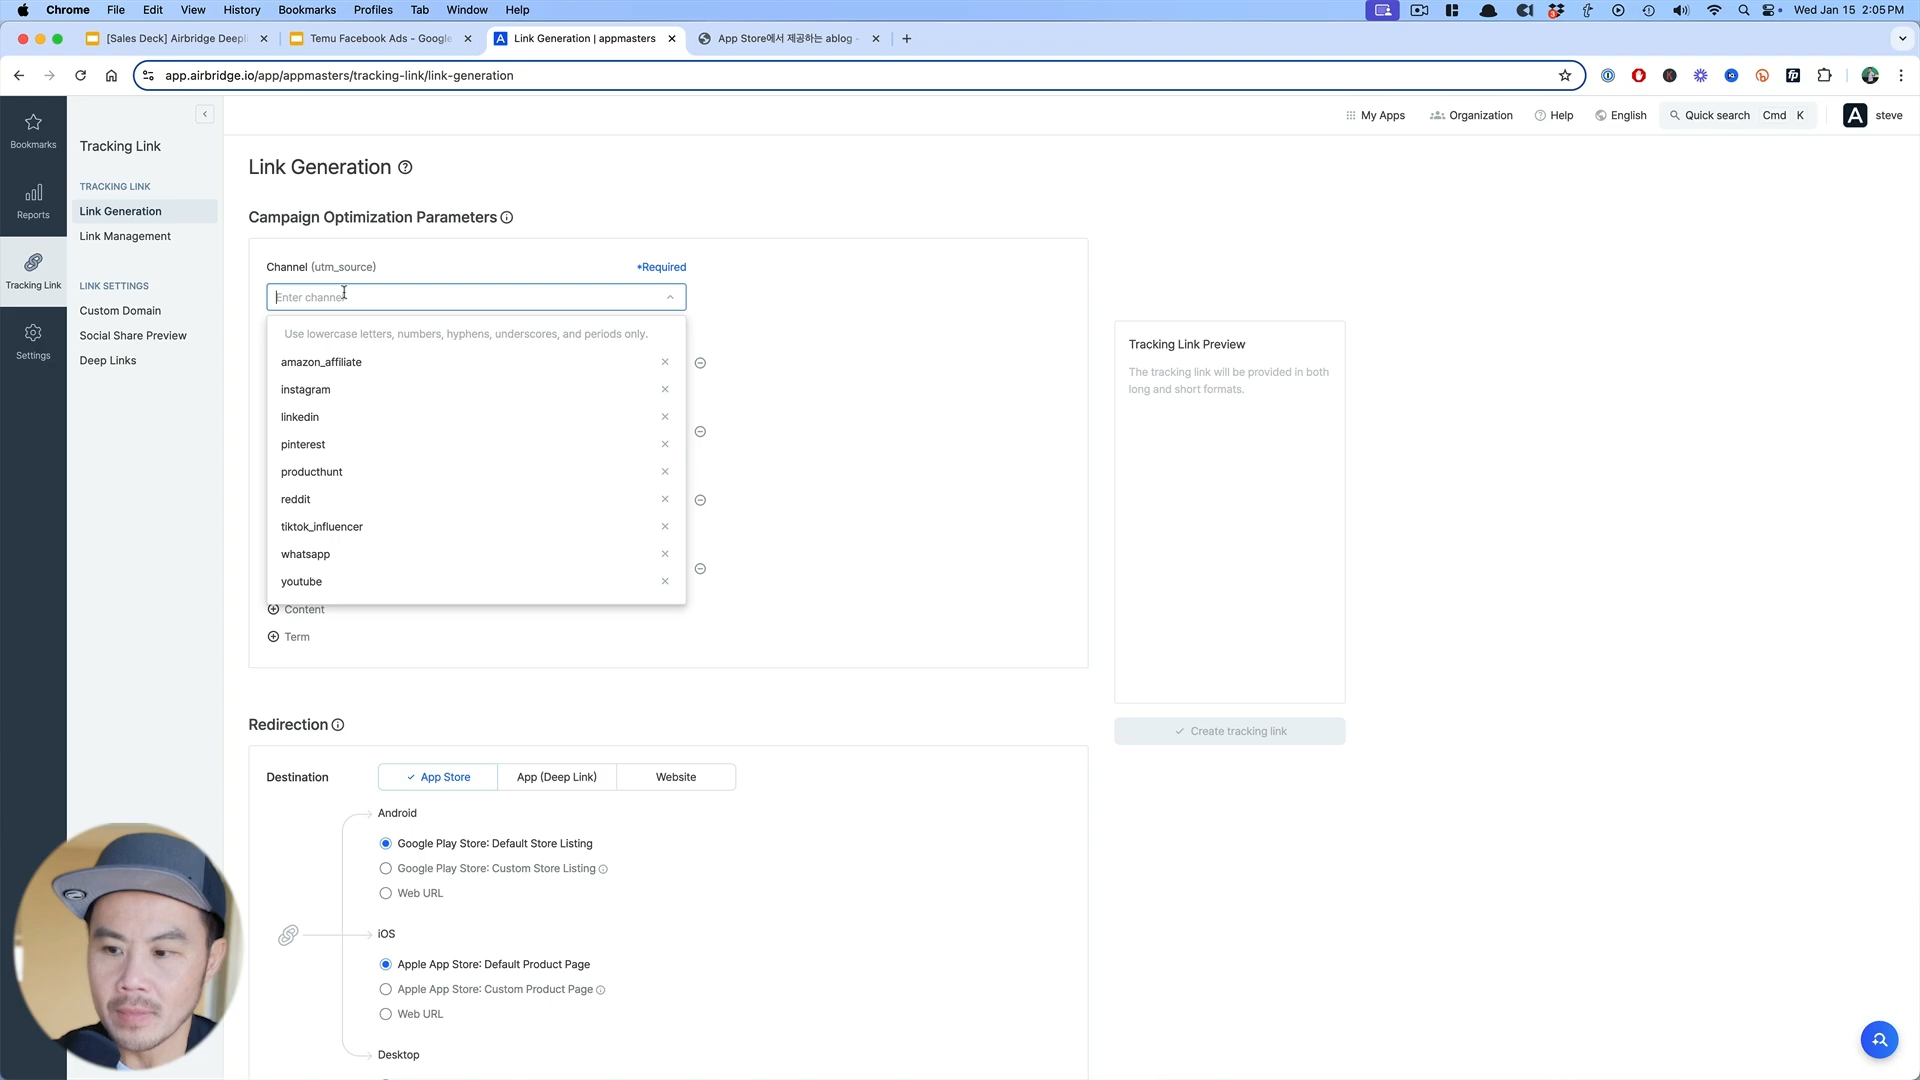 Chrome File Edit View History Bookmarks Profiles Tab Window Help Wed Jan 15 2:05 PM
[Sales Deck] Airbridge Deepli
Temu Facebook Ads - Google
Link Generation | appmasters
App Store에서 제공하는 ablog -
app.airbridge.io/app/appmasters/tracking-link/link-generation
My Apps Organization Help English Quick search Cmd K A steve
Bookmarks
Reports
Tracking Link
Settings
Tracking Link
TRACKING LINK
Link Generation
Link Management
LINK SETTINGS
Custom Domain
Social Share Preview
Deep Links
Link Generation
Campaign Optimization Parameters
Channel (utm_source) *Required
Enter channel
Use lowercase letters, numbers, hyphens, underscores, and periods only.
amazon_affiliate
instagram
linkedin
pinterest
producthunt
reddit
tiktok_influencer
whatsapp
youtube
Content
Term
Tracking Link Preview
The tracking link will be provided in both
long and short formats.
Create tracking link
Redirection
Destination App Store App (Deep Link) Website
Android
Google Play Store: Default Store Listing
Google Play Store: Custom Store Listing
Web URL
iOS
Apple App Store: Default Product Page
Apple App Store: Custom Product Page
Web URL
Desktop